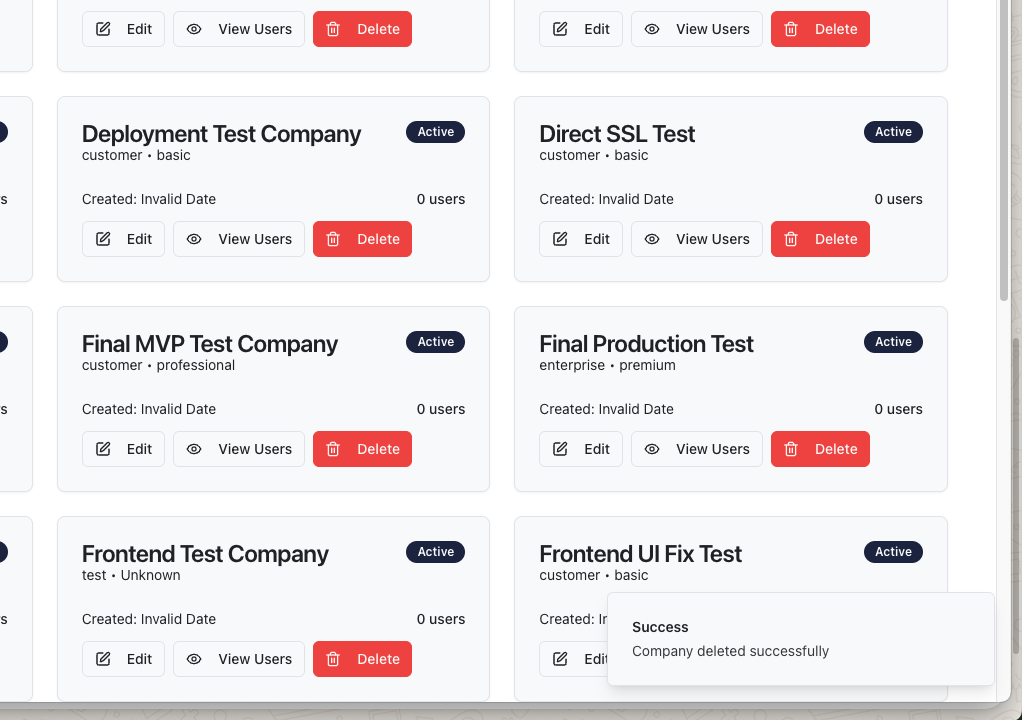 Edit View Users Delete Edit View Users Delete
Deployment Test Company Active
customer • basic
Created: Invalid Date 0 users
Edit View Users Delete
Direct SSL Test Active
customer • basic
Created: Invalid Date 0 users
Edit View Users Delete
Final MVP Test Company Active
customer • professional
Created: Invalid Date 0 users
Edit View Users Delete
Final Production Test Active
enterprise • premium
Created: Invalid Date 0 users
Edit View Users Delete
Frontend Test Company Active
test • Unknown
Created: Invalid Date 0 users
Edit View Users Delete
Frontend UI Fix Test Active
customer • basic
Created:
Edit
Success
Company deleted successfully